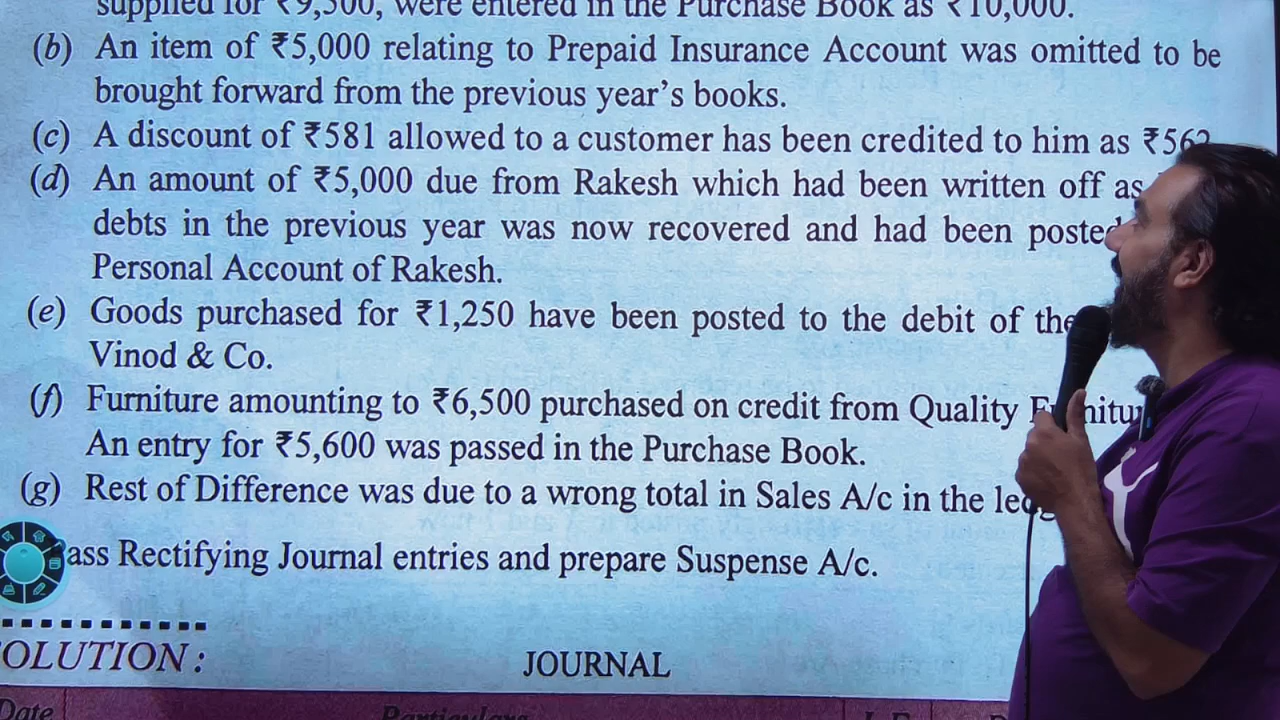 supplied for ₹9,500, were entered in the Purchase Book as ₹10,000.
(b) An item of ₹5,000 relating to Prepaid Insurance Account was omitted to be
brought forward from the previous year's books.
(c) A discount of ₹581 allowed to a customer has been credited to him as ₹562
(d) An amount of ₹5,000 due from Rakesh which had been written off as
debts in the previous year was now recovered and had been posted
Personal Account of Rakesh.
(e) Goods purchased for ₹1,250 have been posted to the debit of the
Vinod & Co.
(f) Furniture amounting to ₹6,500 purchased on credit from Quality
An entry for ₹5,600 was passed in the Purchase Book.
(g) Rest of Difference was due to a wrong total in Sales A/c in the
ass Rectifying Journal entries and prepare Suspense A/c.
OLUTION :
JOURNAL
Date Particulars